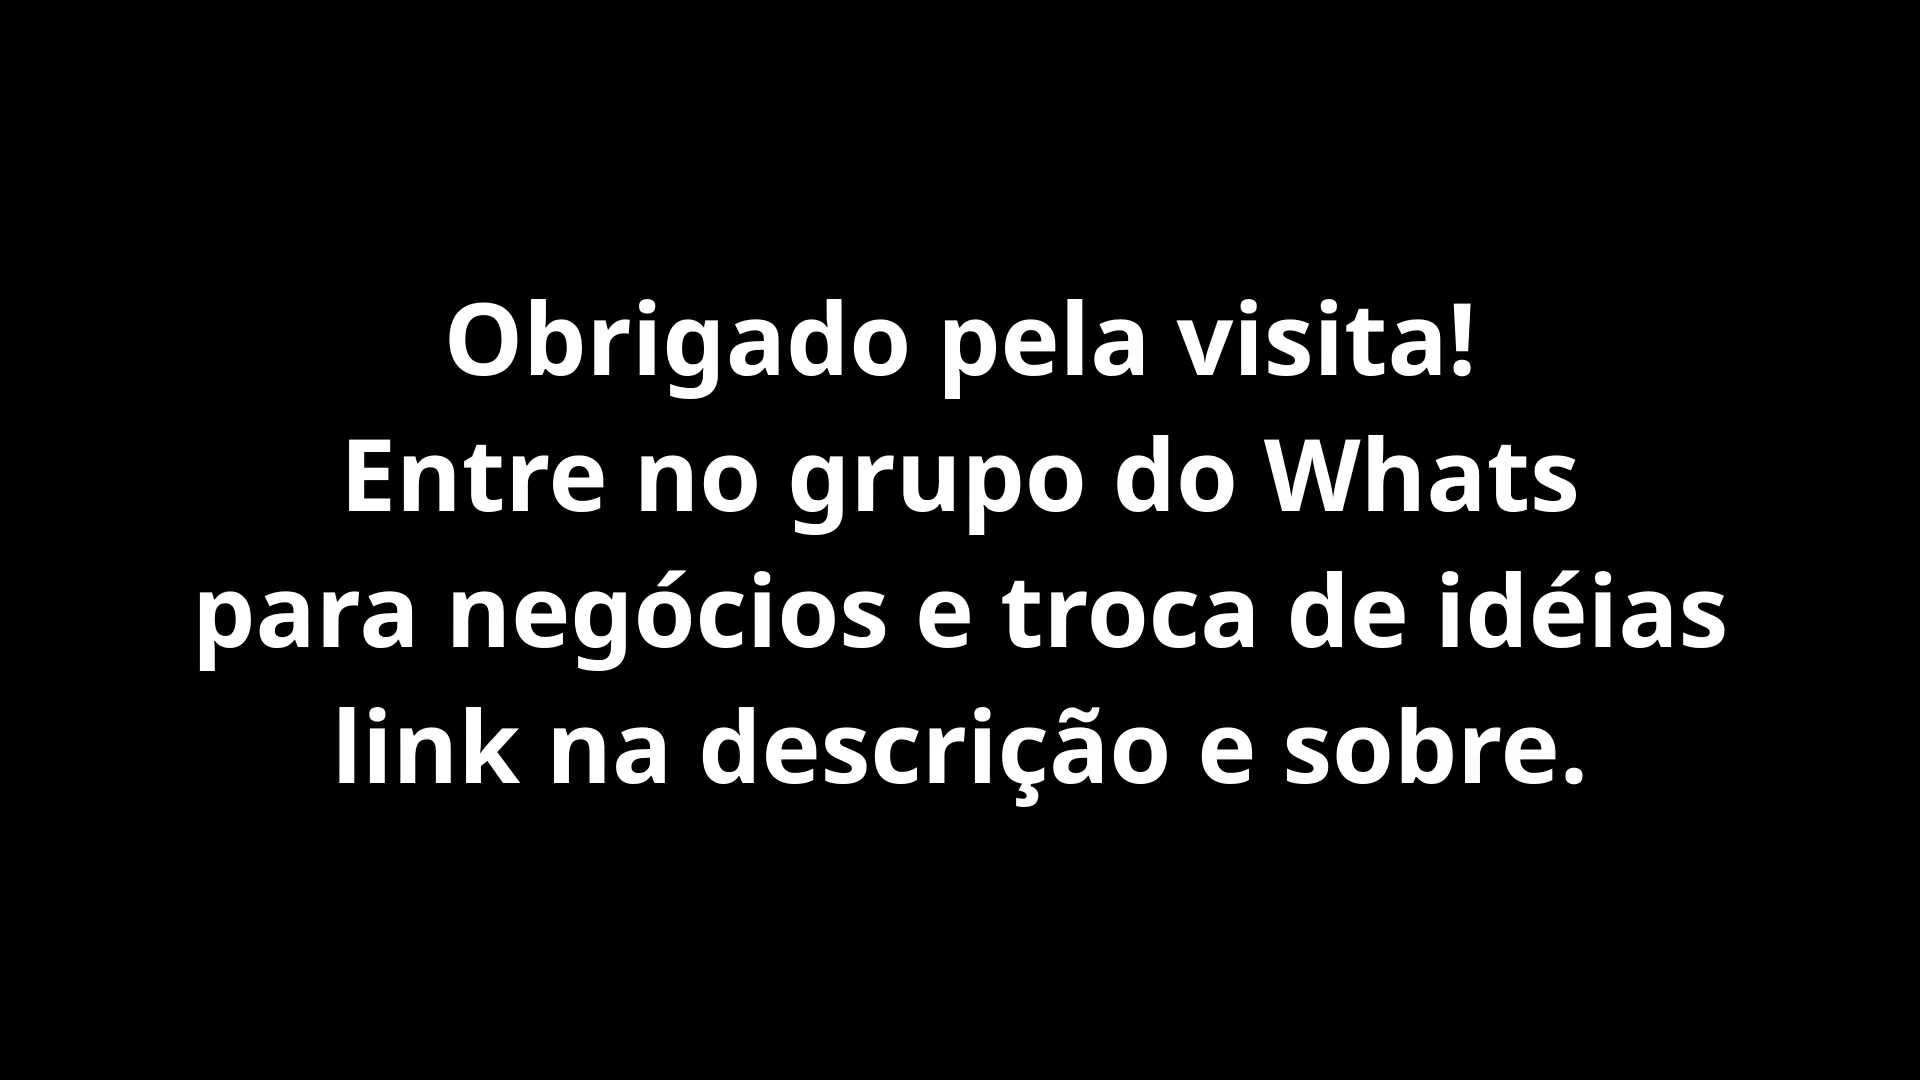 Obrigado pela visita!
Entre no grupo do Whats
para negócios e troca de idéias
link na descrição e sobre.